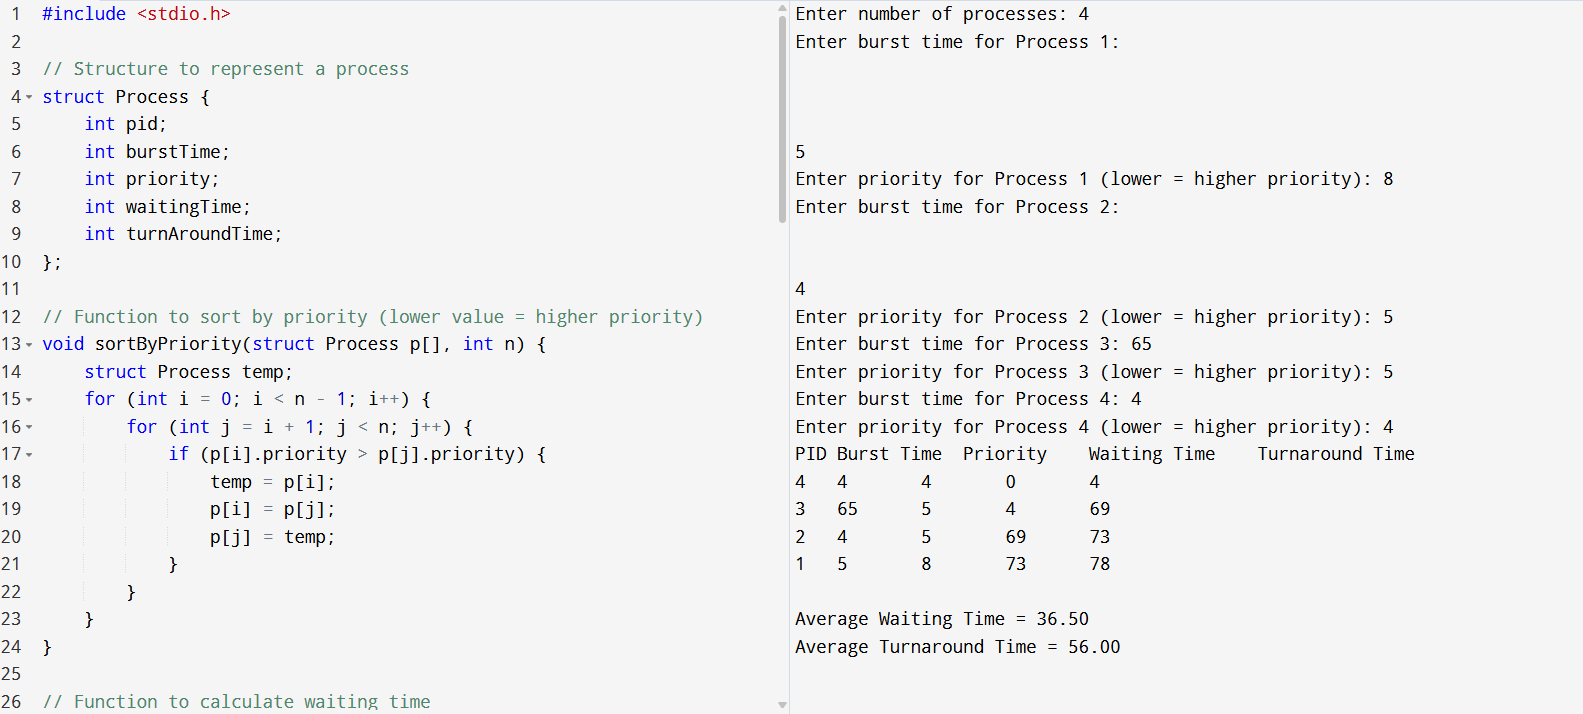 1 #include <stdio.h>
2
3 // Structure to represent a process
4 struct Process {
5     int pid;
6     int burstTime;
7     int priority;
8     int waitingTime;
9     int turnAroundTime;
10 };
11
12 // Function to sort by priority (lower value = higher priority)
13 void sortByPriority(struct Process p[], int n) {
14     struct Process temp;
15     for (int i = 0; i < n - 1; i++) {
16         for (int j = i + 1; j < n; j++) {
17             if (p[i].priority > p[j].priority) {
18                 temp = p[i];
19                 p[i] = p[j];
20                 p[j] = temp;
21             }
22         }
23     }
24 }
25
26 // Function to calculate waiting time
Enter number of processes: 4
Enter burst time for Process 1:
5
Enter priority for Process 1 (lower = higher priority): 8
Enter burst time for Process 2:
4
Enter priority for Process 2 (lower = higher priority): 5
Enter burst time for Process 3: 65
Enter priority for Process 3 (lower = higher priority): 5
Enter burst time for Process 4: 4
Enter priority for Process 4 (lower = higher priority): 4
PID Burst Time  Priority    Waiting Time    Turnaround Time
4   4       4       0       4
3   65      5       4       69
2   4       5       69      73
1   5       8       73      78
Average Waiting Time = 36.50
Average Turnaround Time = 56.00